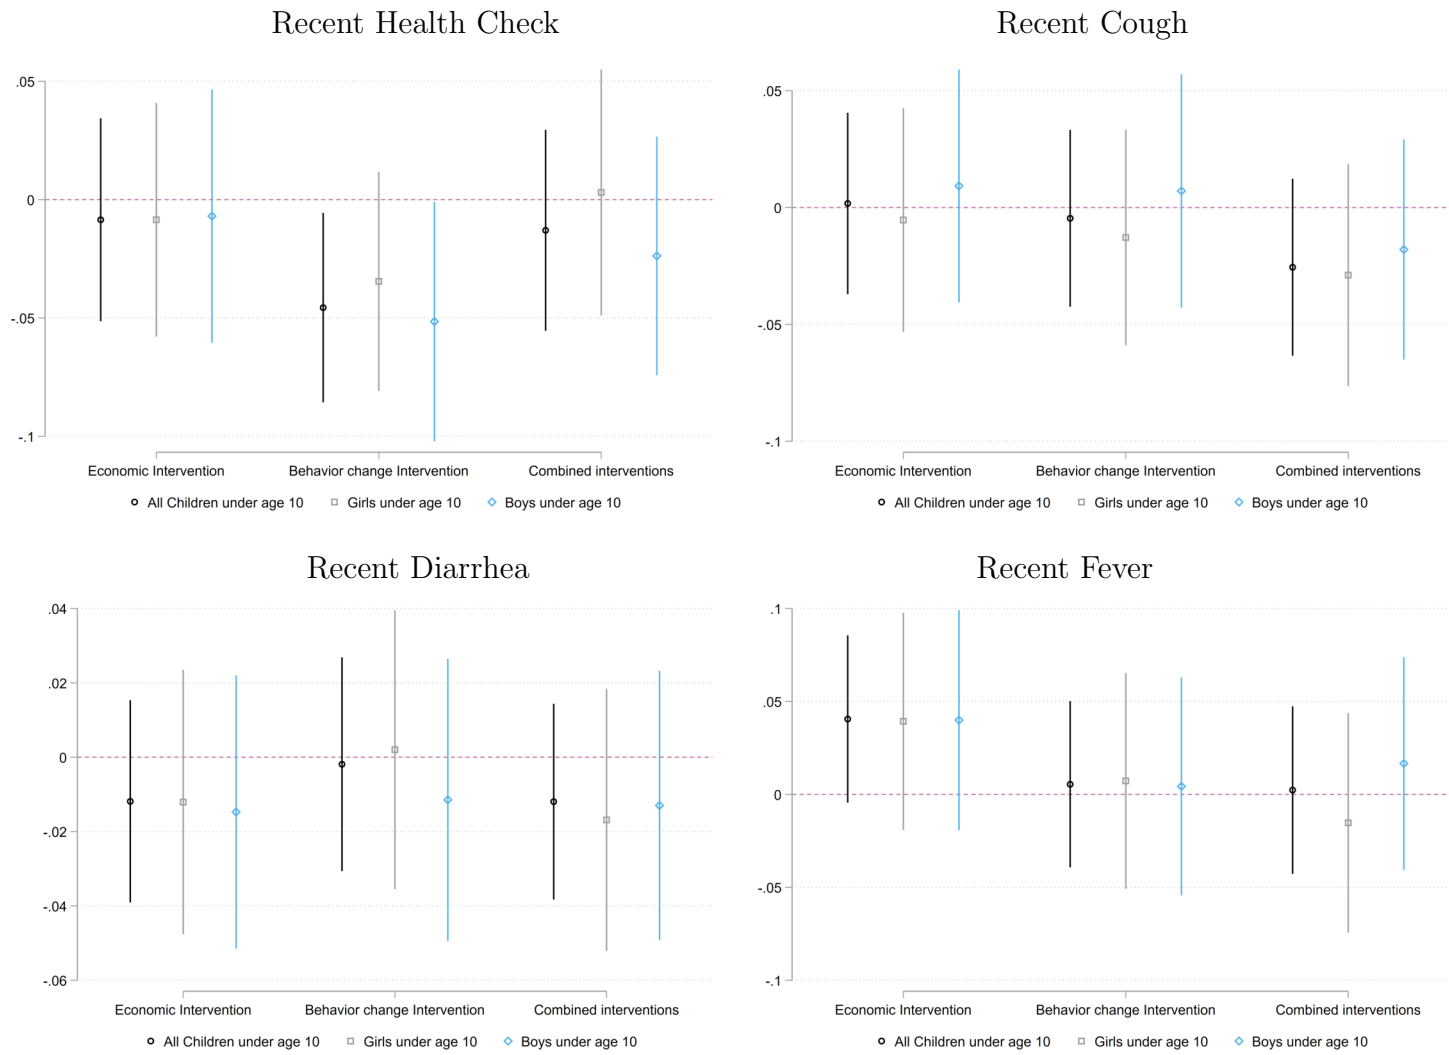 Recent Health Check
.05
0
-.05
-.1
Economic Intervention Behavior change Intervention Combined interventions
All Children under age 10 Girls under age 10 Boys under age 10
Recent Cough
.05
0
-.05
-.1
Economic Intervention Behavior change Intervention Combined interventions
All Children under age 10 Girls under age 10 Boys under age 10
Recent Diarrhea
.04
.02
0
-.02
-.04
-.06
Economic Intervention Behavior change Intervention Combined interventions
All Children under age 10 Girls under age 10 Boys under age 10
Recent Fever
.1
.05
0
-.05
-.1
Economic Intervention Behavior change Intervention Combined interventions
All Children under age 10 Girls under age 10 Boys under age 10